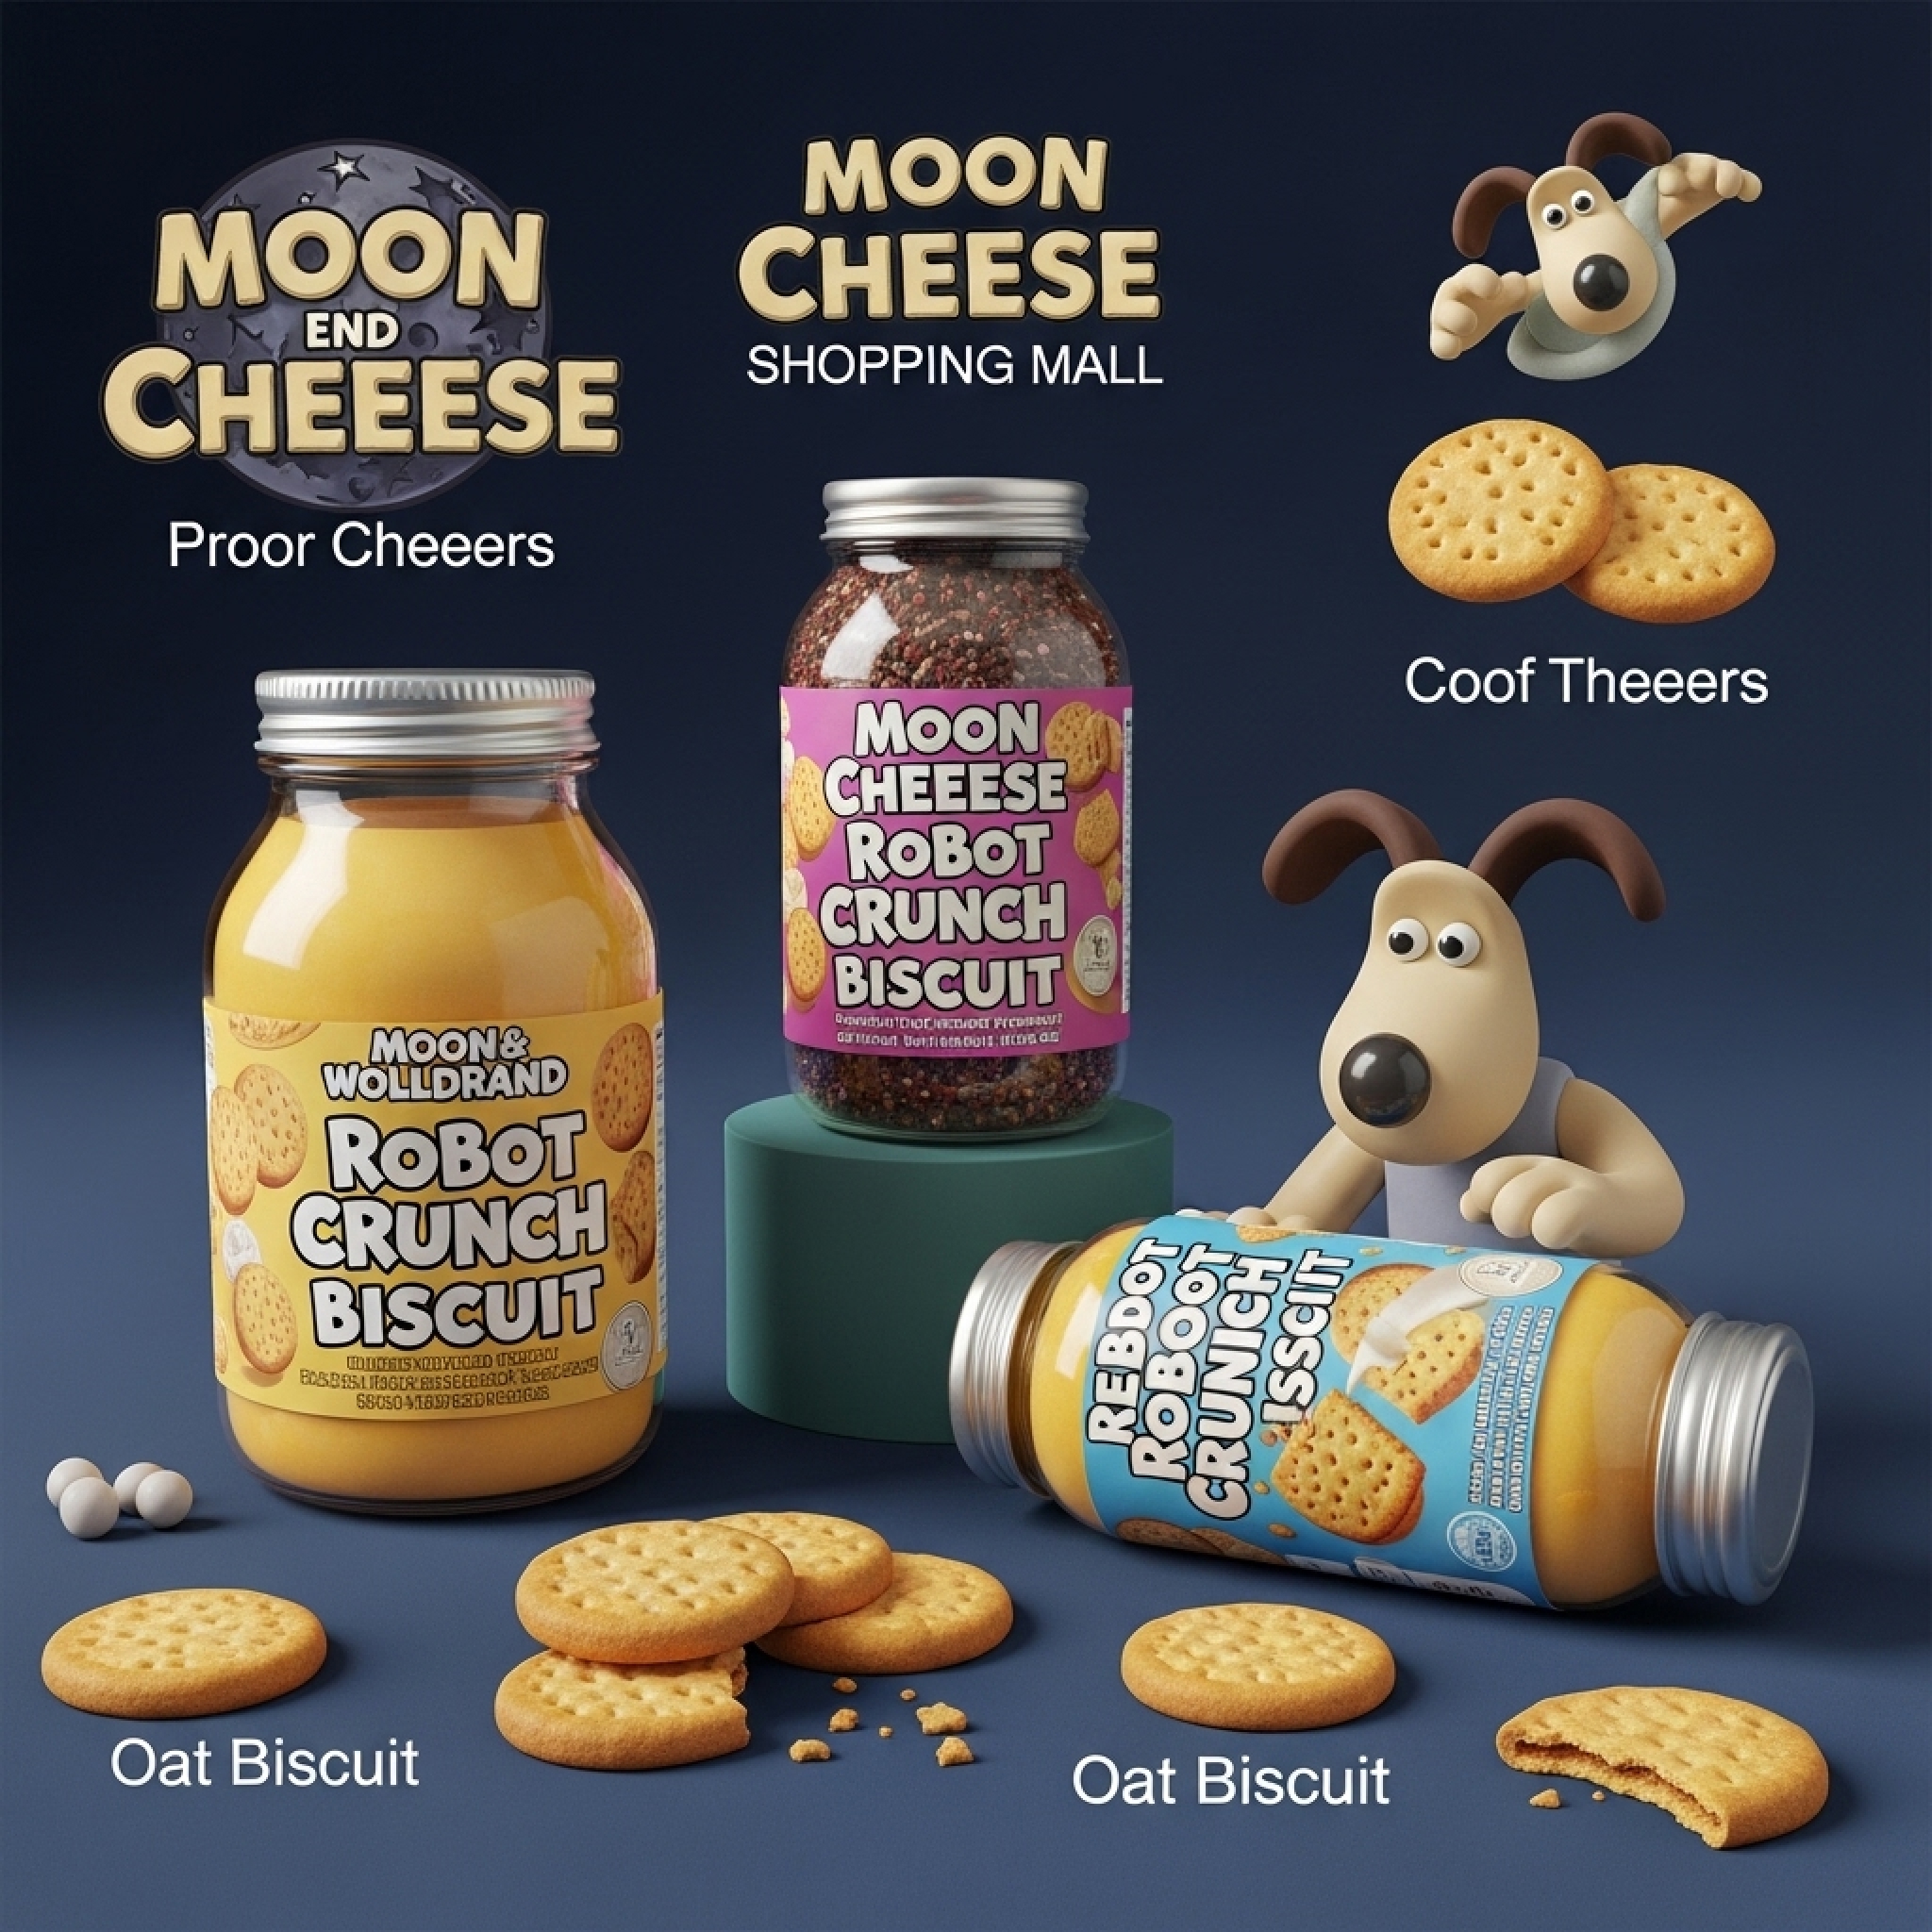 MOON
END
CHEEESE
Proor Cheeers
MOON
CHEESE
SHOPPING MALL
Coof Theeers
MOON
CHEEESE
ROBOT
CRUNCH
BISCUIT
MOON &
WOLLDRAND
ROBOT
CRUNCH
BISCUIT
REBDOT
ROBOOT
CRUNICH
ISSCIIT
Oat Biscuit
Oat Biscuit